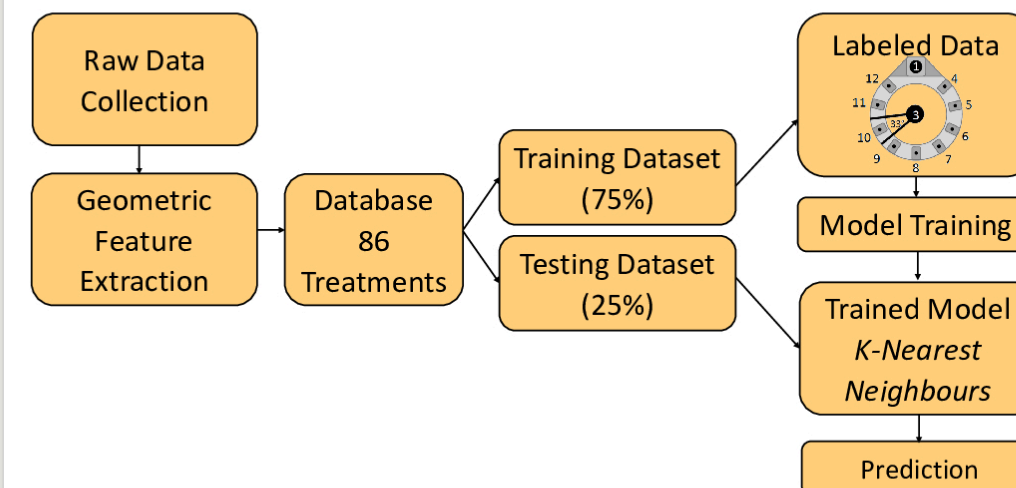 Raw Data
Collection
Geometric
Feature
Extraction
Database
86
Treatments
Training Dataset
(75%)
Testing Dataset
(25%)
Labeled Data
1
12
4
11
5
3
33°
10
6
9
7
8
Model Training
Trained Model
K-Nearest
Neighbours
Prediction